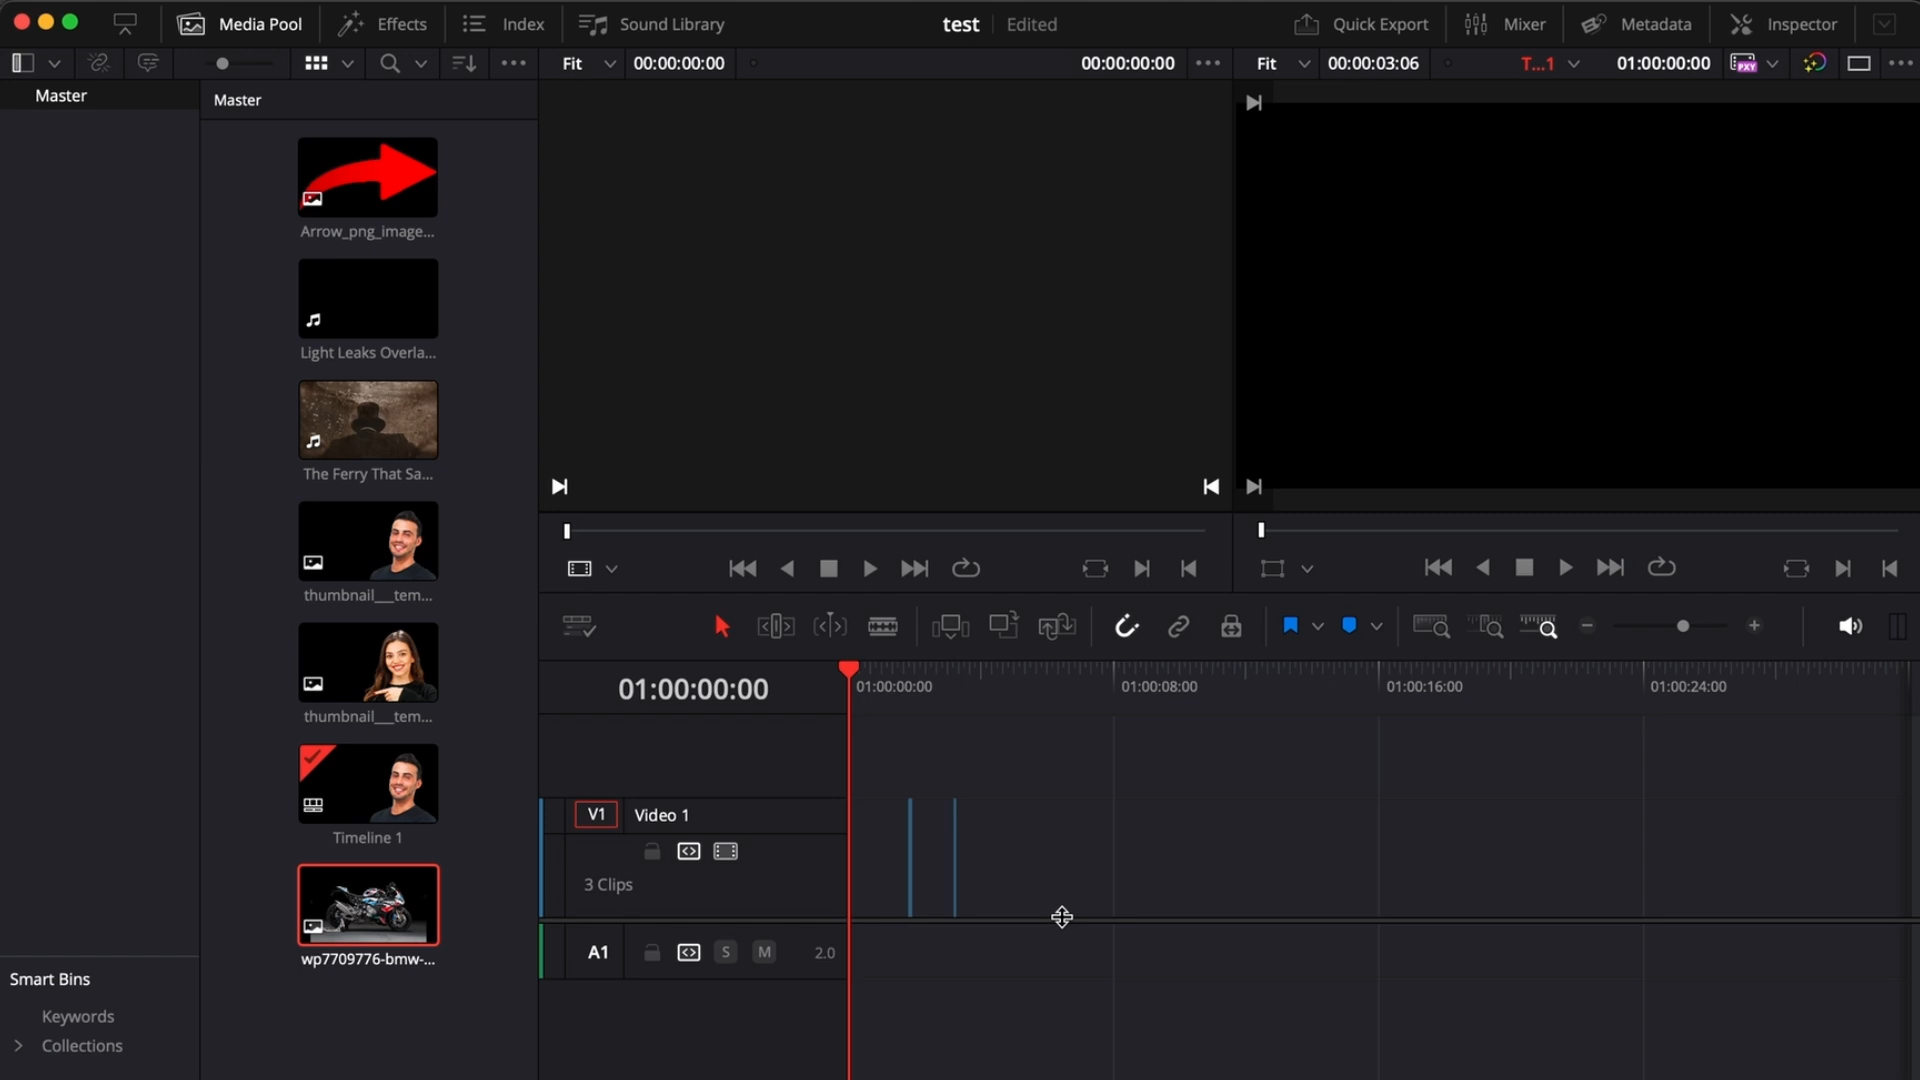 Media Pool Effects Index Sound Library test Edited Quick Export Mixer Metadata Inspector
Fit 00:00:00:00 00:00:00:00 Fit 00:00:03:06 T...1 01:00:00:00 PXY
Master
Master
Arrow_png_image...
Light Leaks Overla...
The Ferry That Sa...
thumbnail___tem...
thumbnail___tem...
Timeline 1
wp7709776-bmw-...
Smart Bins
Keywords
Collections
01:00:00:00 01:00:00:00 01:00:08:00 01:00:16:00 01:00:24:00
V1 Video 1
3 Clips
A1 S M 2.0